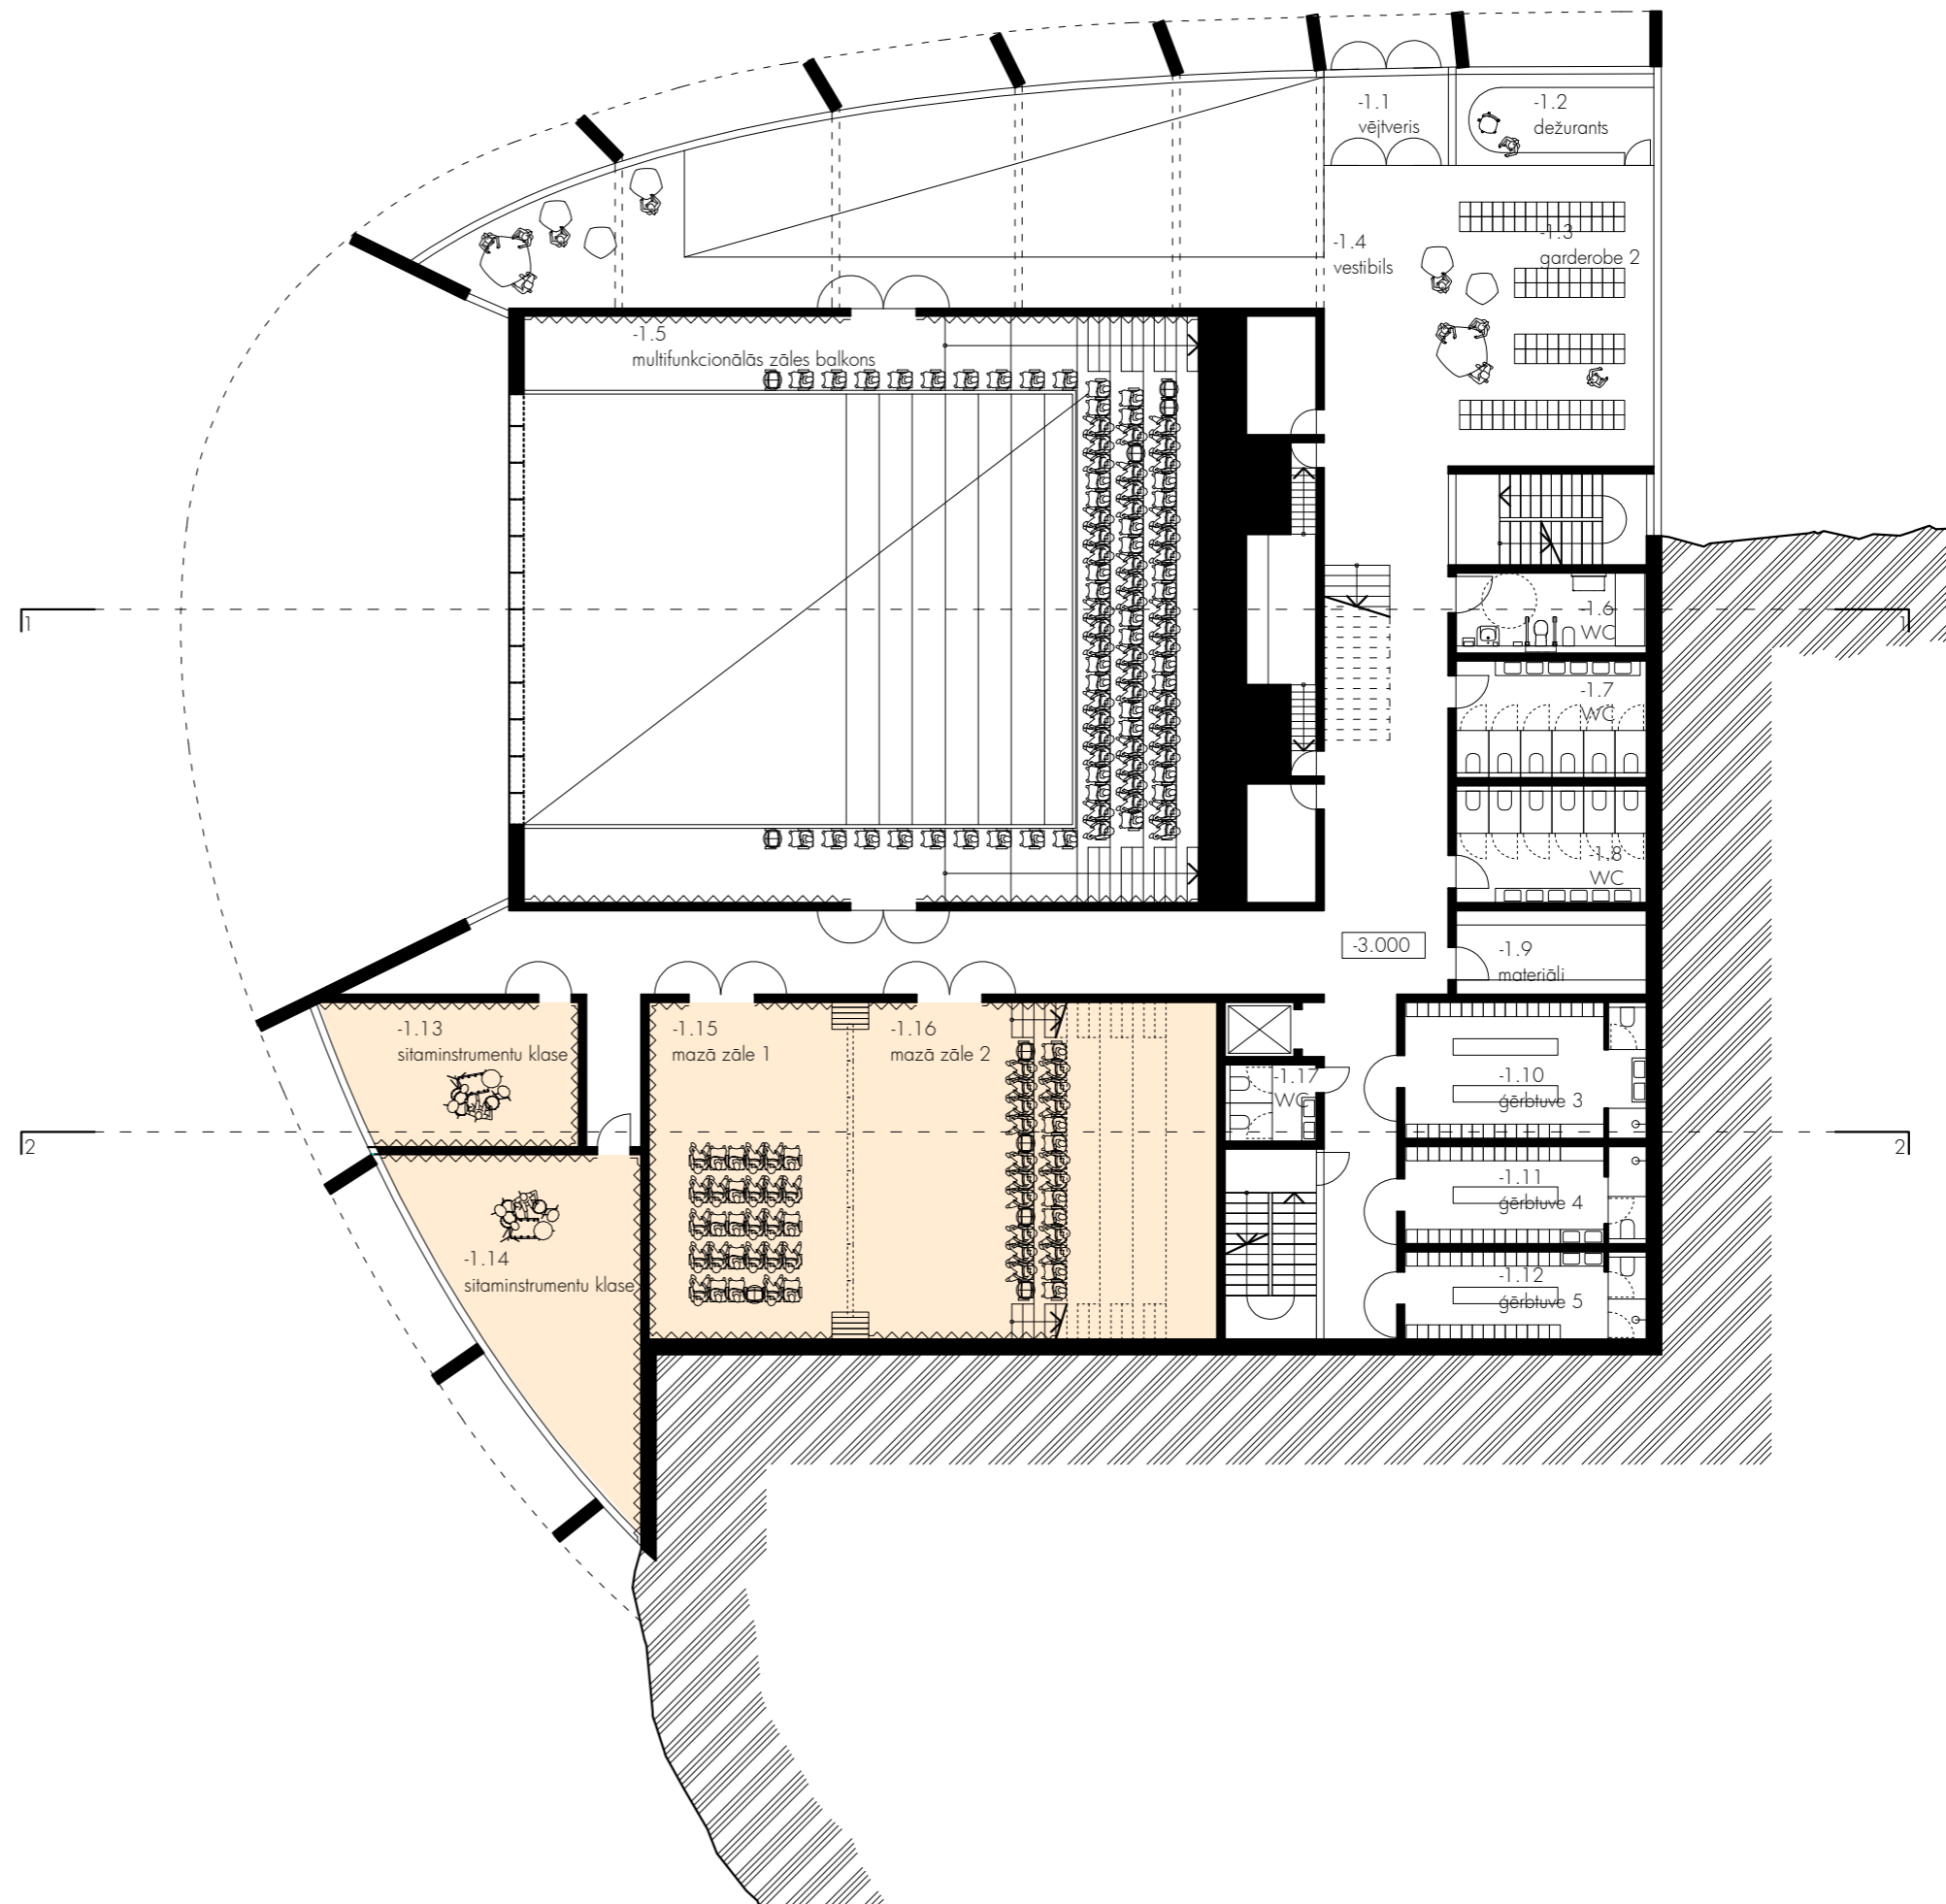 -1.1
vējtveris
-1.2
dežurants
-1.3
garderobe 2
-1.4
vestibils
-1.5
multifunkcionālās zāles balkons
1
1
-1.6
WC
-1.7
WC
-1.8
WC
-3.000
-1.9
materiāli
-1.13
sitaminstrumentu klase
-1.15
mazā zāle 1
-1.16
mazā zāle 2
-1.17
WC
-1.10
ģērbtuve 3
2
2
-1.11
ģērbtuve 4
-1.14
sitaminstrumentu klase
-1.12
ģērbtuve 5